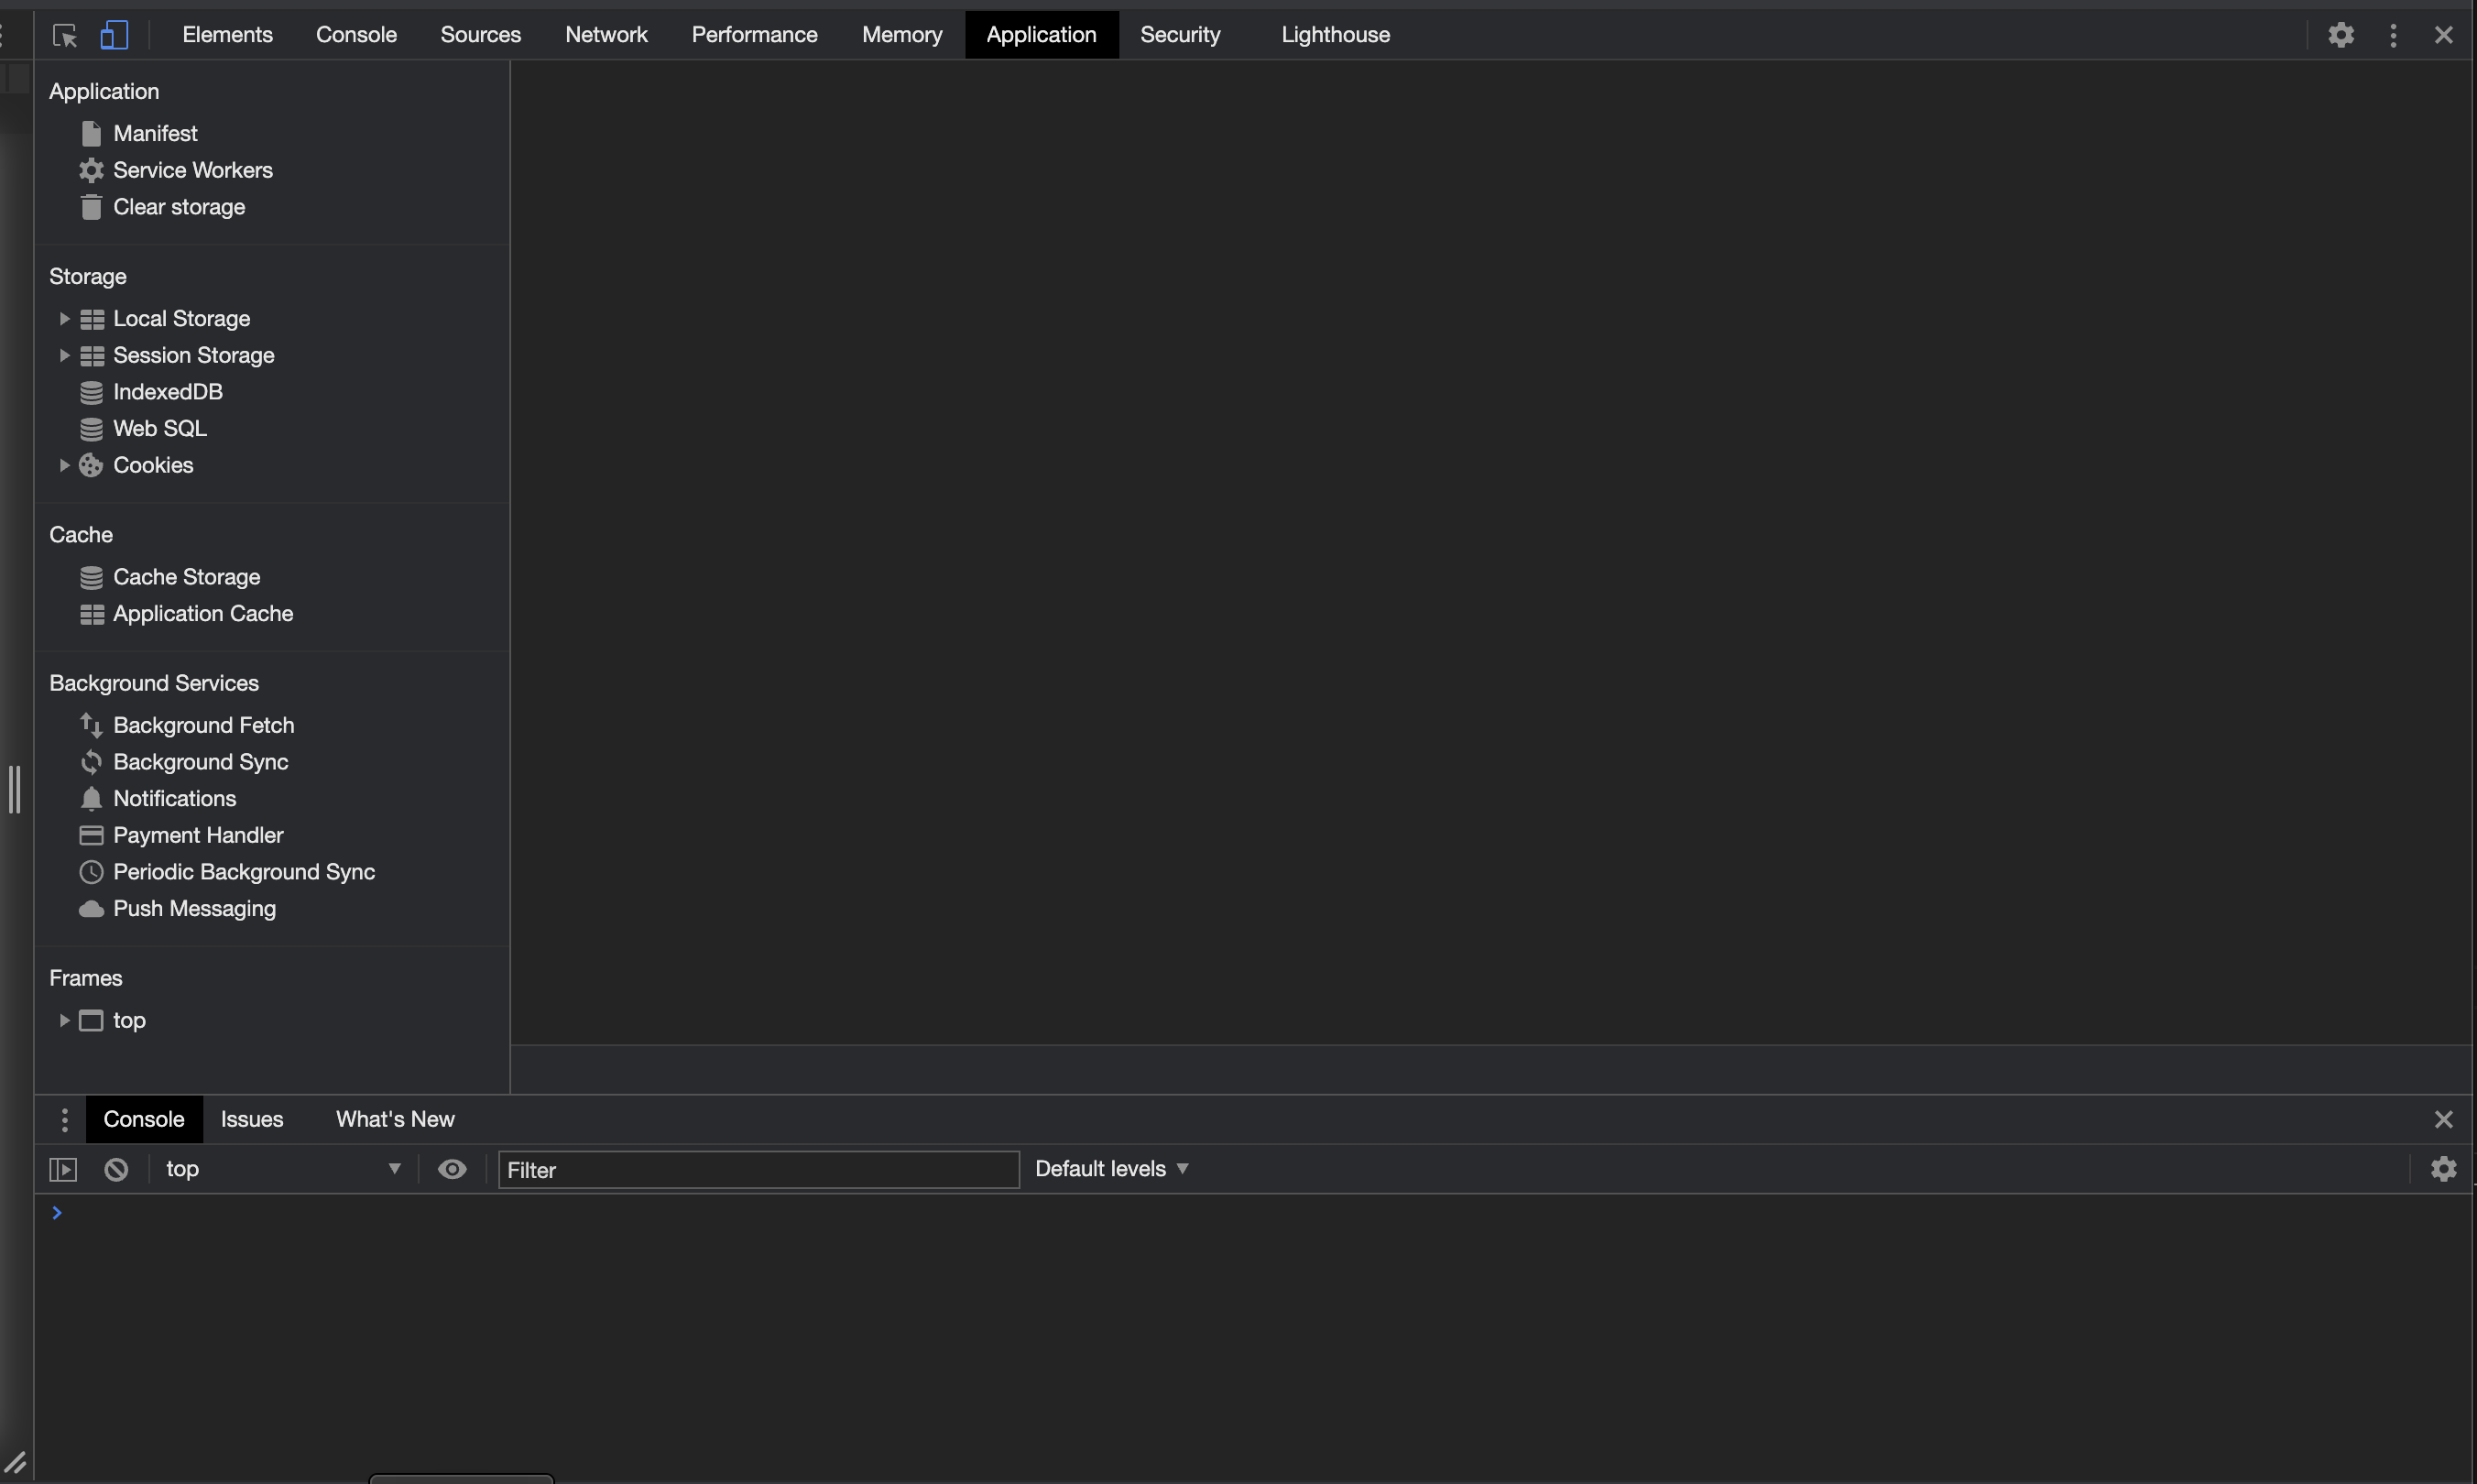 Elements Console Sources Network Performance Memory Application Security Lighthouse
Application
Manifest
Service Workers
Clear storage
Storage
Local Storage
Session Storage
IndexedDB
Web SQL
Cookies
Cache
Cache Storage
Application Cache
Background Services
Background Fetch
Background Sync
Notifications
Payment Handler
Periodic Background Sync
Push Messaging
Frames
top
Console Issues What's New
top Filter Default levels